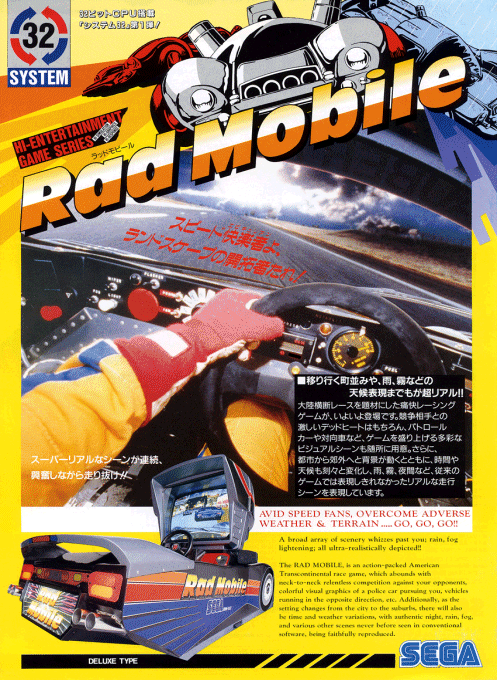 32
SYSTEM
32ビットCPU搭載
「システム32」第1弾!
HI-ENTERTAINMENT
GAME SERIES
ラッドモビール
Rad Mobile
スピード快楽者よ、
ランドスケープの開拓者たれ!
WIPER
FLASHER
FUEL
■移り行く町並みや、雨、霧などの
天候表現までもが超リアル!!
大陸横断レースを題材にした痛快レーシング
ゲームが、いよいよ登場です。競争相手との
激しいデッドヒートはもちろん、パトロール
カーや対向車など、ゲームを盛り上げる多彩な
ビジュアルシーンも随所に用意。さらに、
都市から郊外へと背景が動くとともに、時間や
天候も刻々と変化し、雨、霧、夜間など、従来の
ゲームでは表現しきれなかったリアルな走行
シーンを表現しています。
スーパーリアルなシーンが連続、
興奮しながら走り抜け!!
AVID SPEED FANS, OVERCOME ADVERSE
WEATHER & TERRAIN ..... GO, GO, GO!!
A broad array of scenery whizzes past you; rain, fog
lightening; all ultra-realistically depicted!!
The RAD MOBILE, is an action-packed American
Transcontinental race game, which abounds with
neck-to-neck relentless competition against your opponents,
colorful visual graphics of a police car pursuing you, vehicles
running in the opposite direction, etc. Additionally, as the
setting changes from the city to the suburbs, there will also
be time and weather variations, with authentic night, rain, fog,
and various other scenes never before seen in conventional
software, being faithfully reproduced.
Rad Mobile
SEGA
Rad Mobile
DELUXE TYPE
SEGA